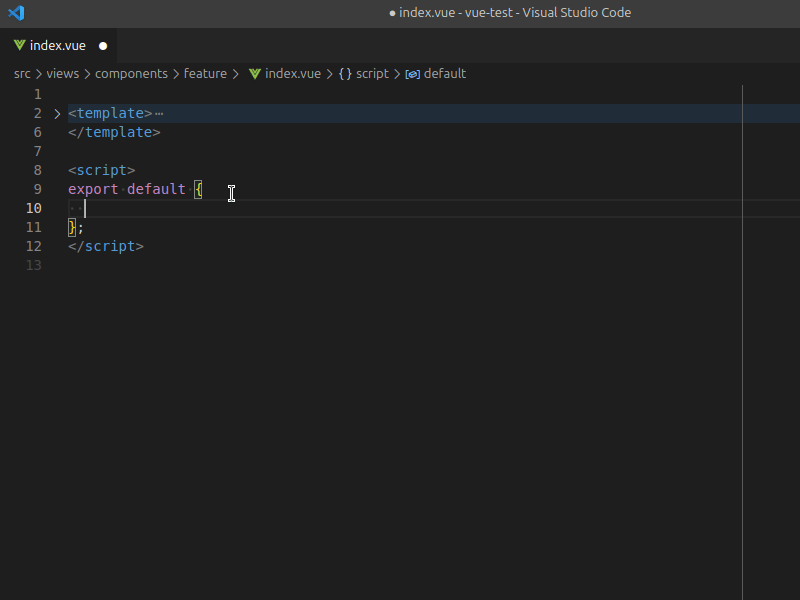 ● index.vue - vue-test - Visual Studio Code
index.vue ●
src > views > components > feature > index.vue > {} script > default
1
2 > <template>⋯
6 </template>
7
8 <script>
9 export·default·{
10 ··
11 };
12 </script>
13